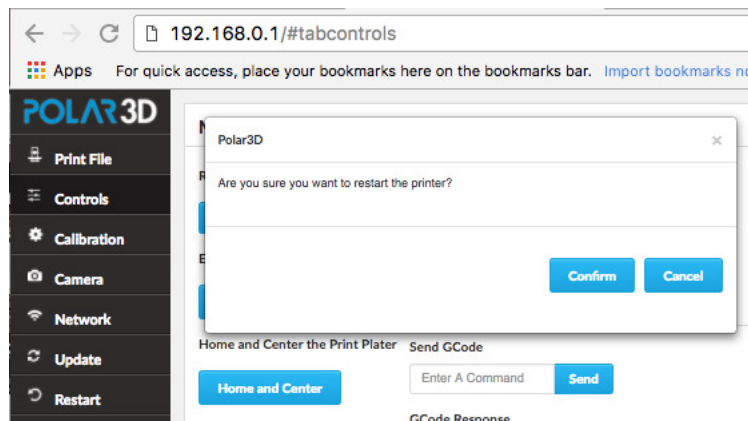 192.168.0.1/#tabcontrols
Apps For quick access, place your bookmarks here on the bookmarks bar. Import bookmarks
POLAR3D
Print File
Controls
Calibration
Camera
Network
Update
Restart
Polar3D
×
Are you sure you want to restart the printer?
Confirm Cancel
Home and Center the Print Plater
Home and Center
Send GCode
Enter A Command Send
GCode Response